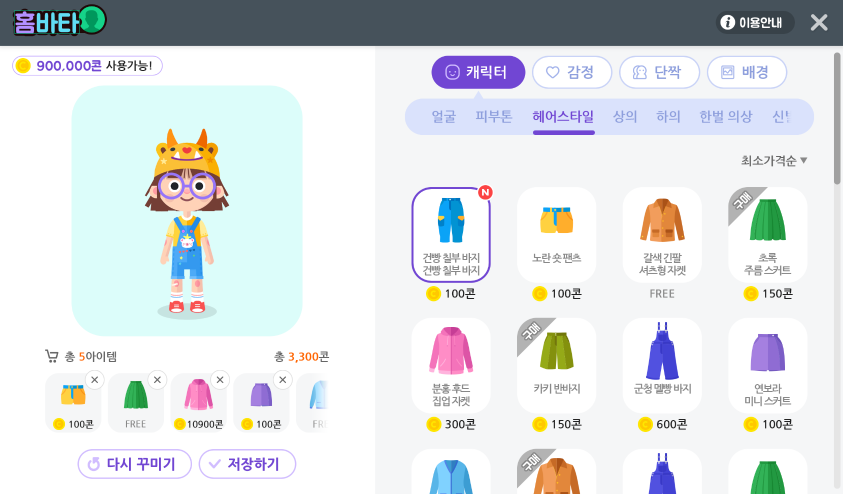 홈바타
이용안내
900,000콘 사용가능!
캐릭터
감정
단짝
배경
얼굴
피부톤
헤어스타일
상의
하의
한벌 의상
최소가격순
N
건빵 칠부 바지
건빵 칠부 바지
100콘
노란 숏 팬츠
100콘
갈색 긴팔
셔츠형 자켓
FREE
구매
초록
주름 스커트
150콘
분홍 후드
집업 자켓
300콘
구매
카키 반바지
150콘
군청 멜빵 바지
600콘
연보라
미니 스커트
100콘
구매
총 5아이템
총 3,300콘
100콘
FREE
10900콘
100콘
다시 꾸미기
저장하기